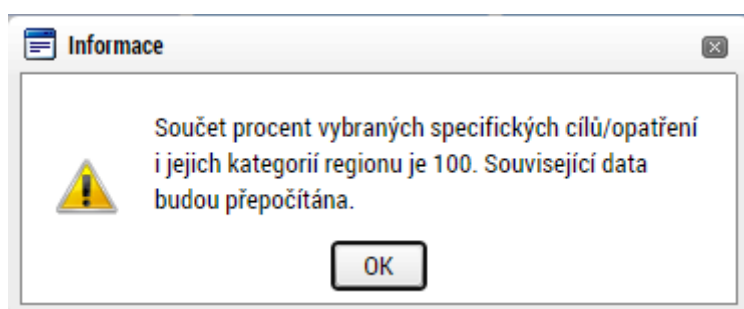 Informace
Součet procent vybraných specifických cílů/opatření
i jejich kategorií regionu je 100. Související data
budou přepočítána.
OK